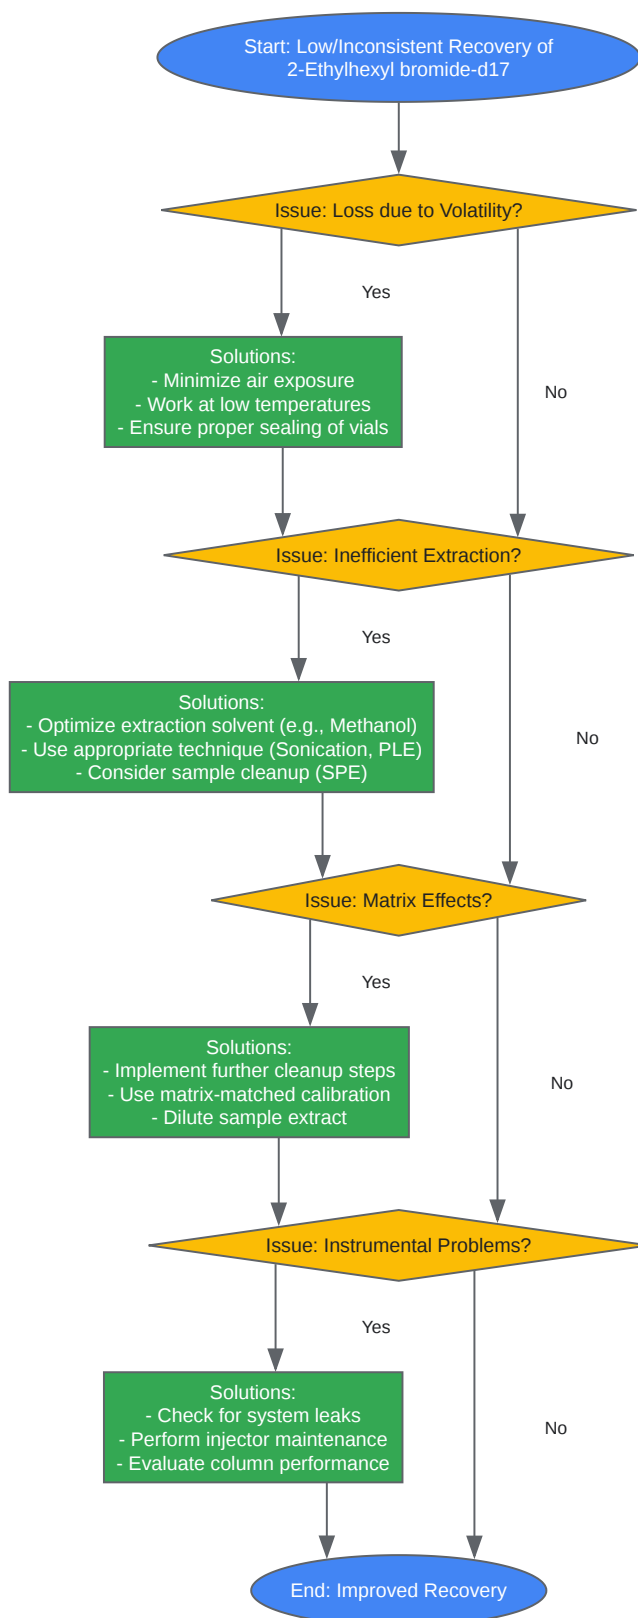 Start: Low/Inconsistent Recovery of
2-Ethylhexyl bromide-d17
Issue: Loss due to Volatility?
Yes
Solutions:
- Minimize air exposure
- Work at low temperatures
- Ensure proper sealing of vials
No
Issue: Inefficient Extraction?
Yes
Solutions:
- Optimize extraction solvent (e.g., Methanol)
- Use appropriate technique (Sonication, PLE)
- Consider sample cleanup (SPE)
No
Issue: Matrix Effects?
Yes
Solutions:
- Implement further cleanup steps
- Use matrix-matched calibration
- Dilute sample extract
No
Issue: Instrumental Problems?
Yes
Solutions:
- Check for system leaks
- Perform injector maintenance
- Evaluate column performance
No
End: Improved Recovery